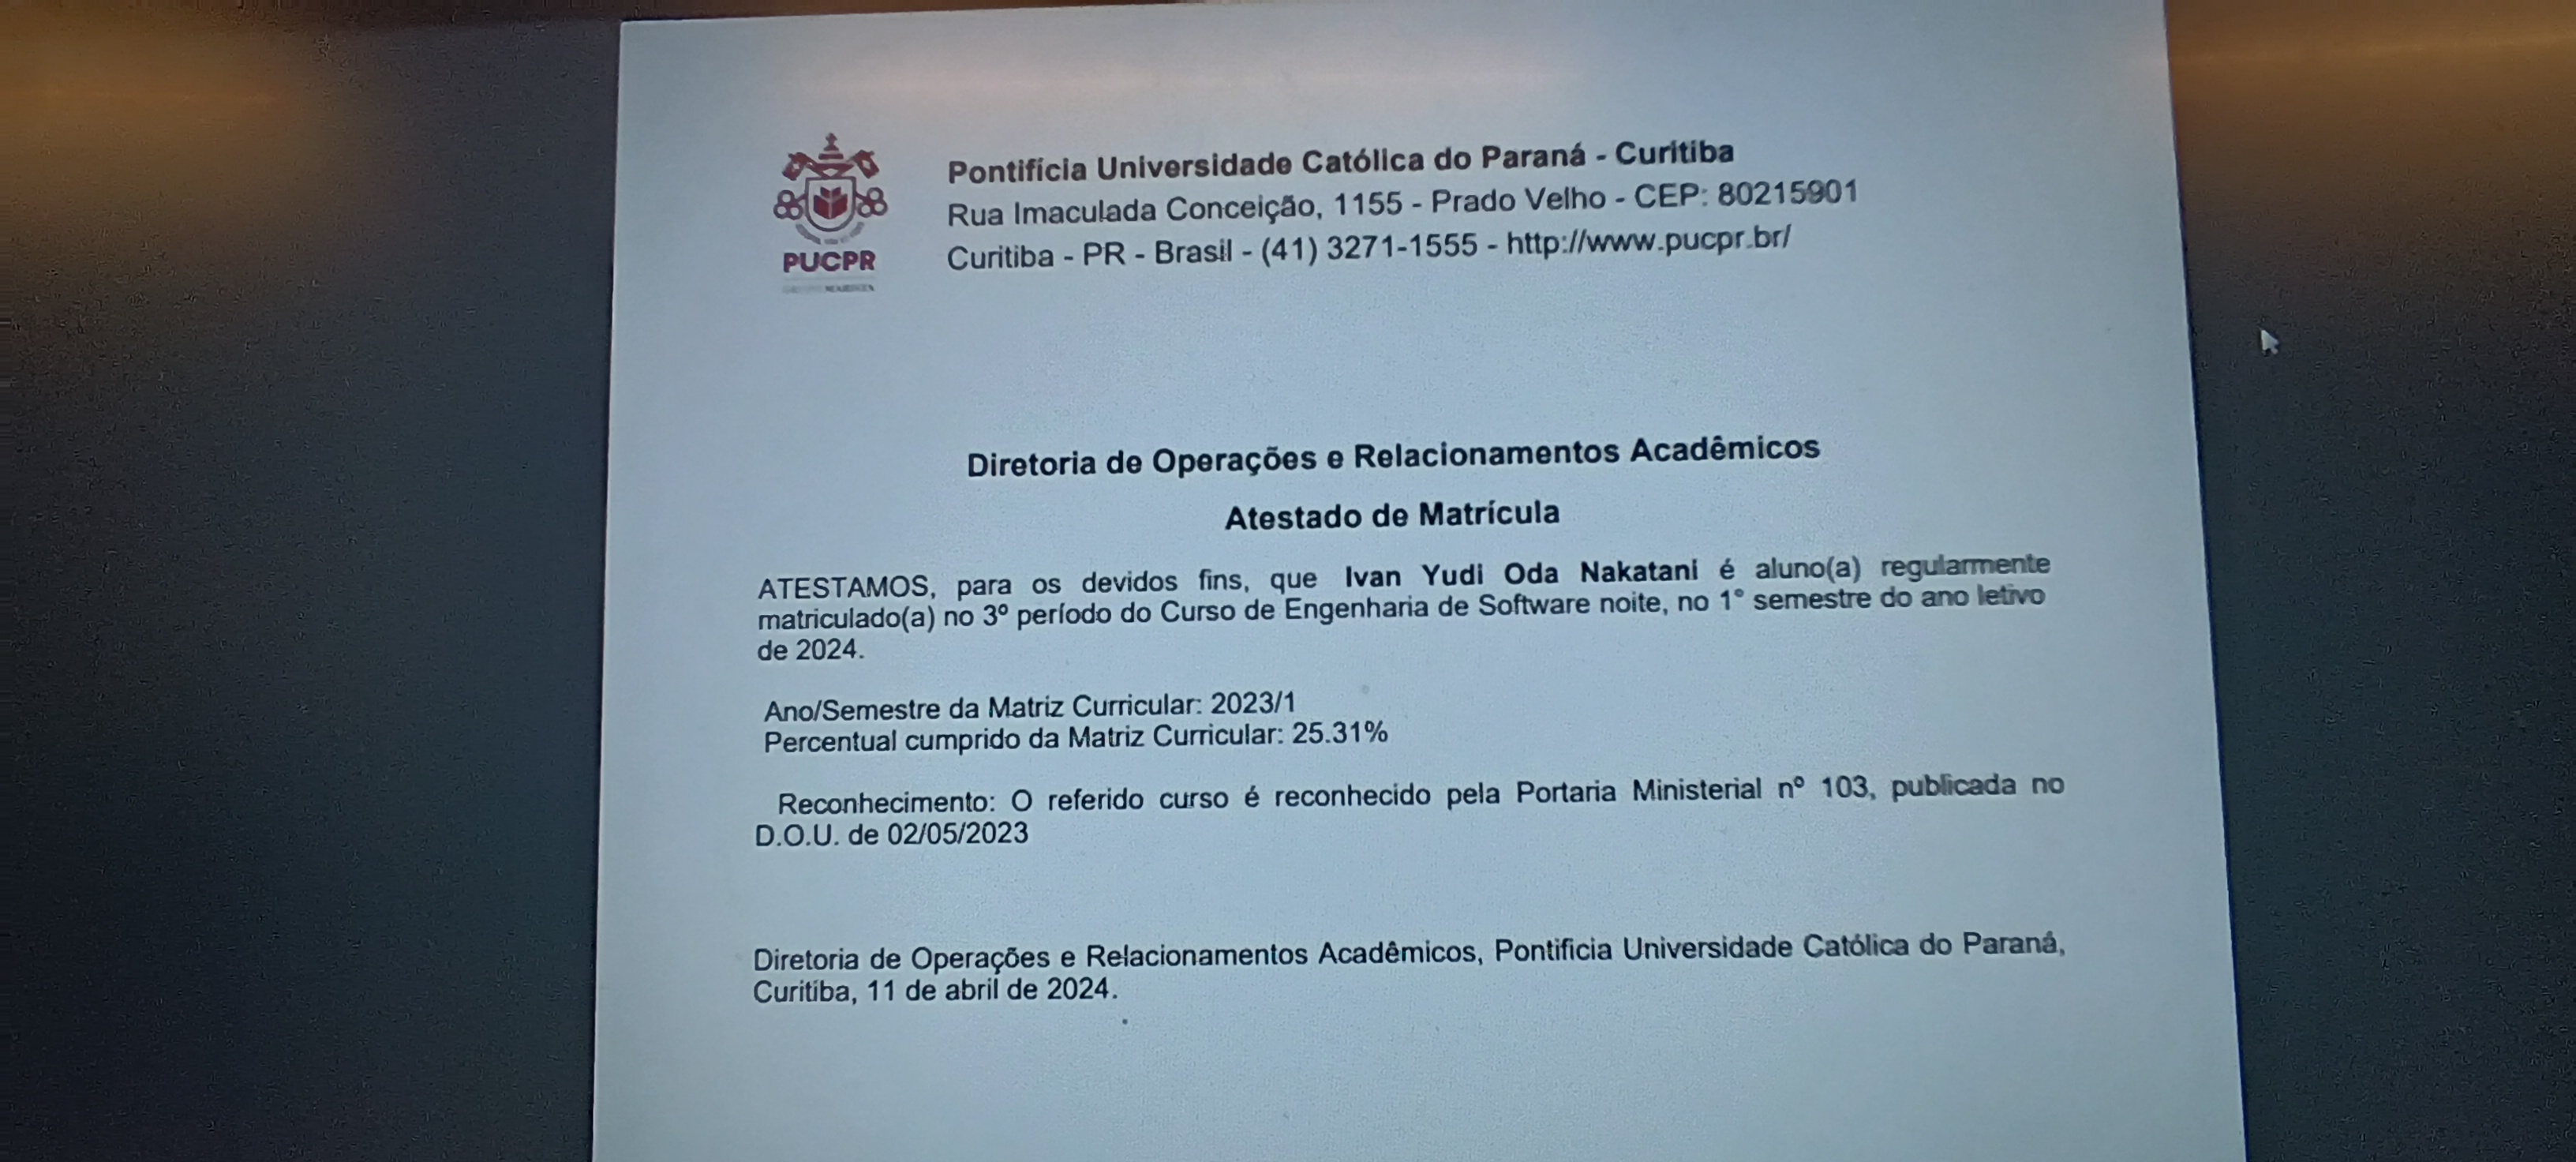 Pontifícia Universidade Católica do Paraná - Curitiba
Rua Imaculada Conceição, 1155 - Prado Velho - CEP: 80215901
Curitiba - PR - Brasil - (41) 3271-1555 - http://www.pucpr.br/
PUCPR
Diretoria de Operações e Relacionamentos Acadêmicos
Atestado de Matrícula
ATESTAMOS, para os devidos fins, que Ivan Yudi Oda Nakatani é aluno(a) regularmente
matriculado(a) no 3º período do Curso de Engenharia de Software noite, no 1° semestre do ano letivo
de 2024.
Ano/Semestre da Matriz Curricular: 2023/1
Percentual cumprido da Matriz Curricular: 25.31%
Reconhecimento: O referido curso é reconhecido pela Portaria Ministerial nº 103, publicada no
D.O.U. de 02/05/2023
Diretoria de Operações e Relacionamentos Acadêmicos, Pontificia Universidade Católica do Paraná,
Curitiba, 11 de abril de 2024.